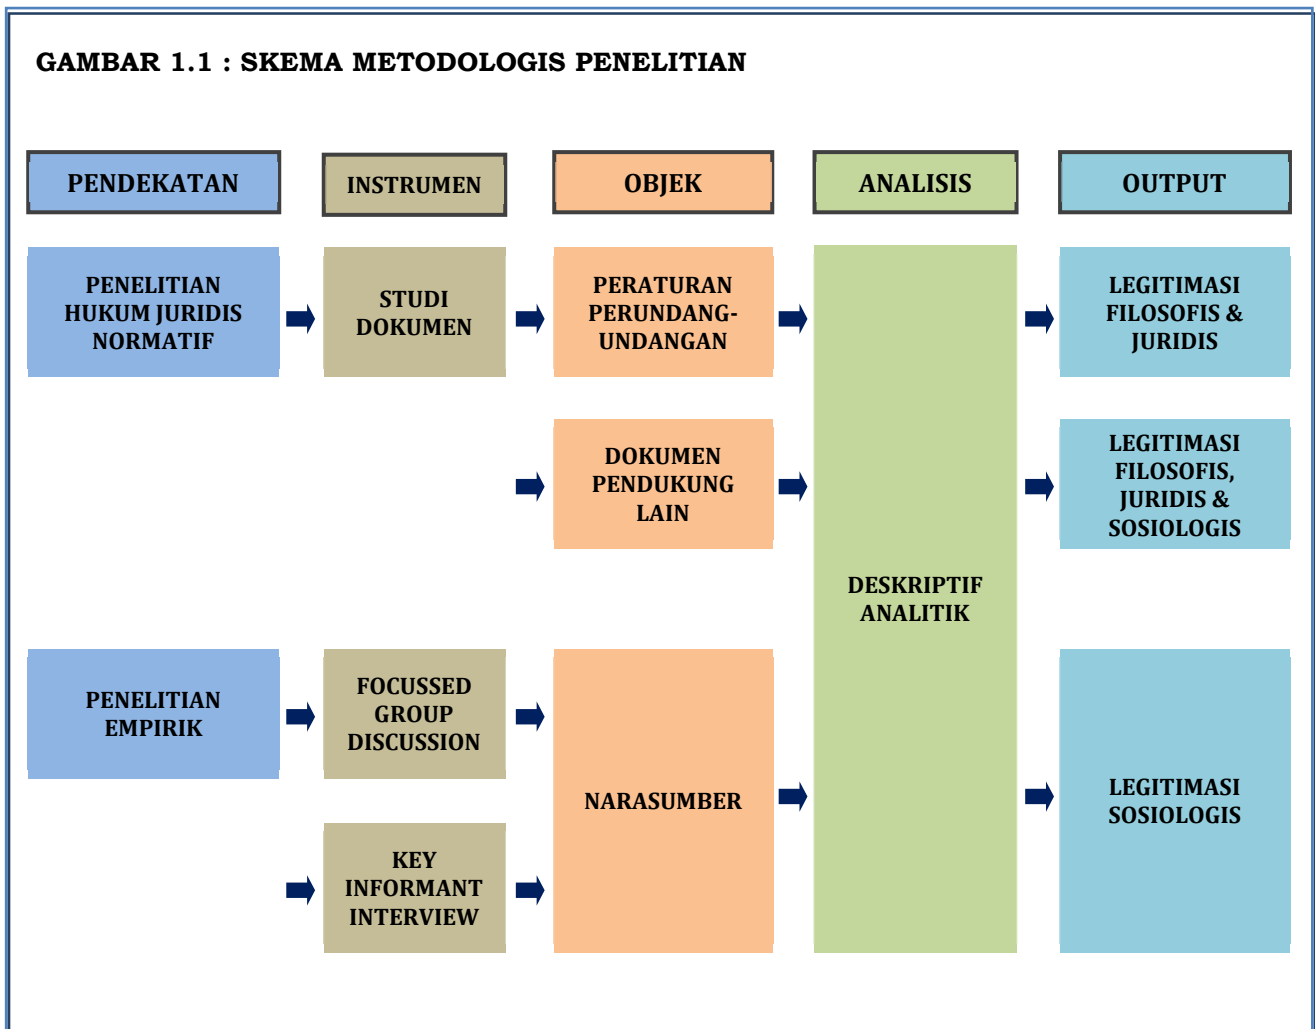 GAMBAR 1.1 : SKEMA METODOLOGIS PENELITIAN
PENDEKATAN
INSTRUMEN
OBJEK
ANALISIS
OUTPUT
PENELITIAN
HUKUM JURIDIS
NORMATIF
STUDI
DOKUMEN
PERATURAN
PERUNDANG-
UNDANGAN
LEGITIMASI
FILOSOFIS &
JURIDIS
DOKUMEN
PENDUKUNG
LAIN
LEGITIMASI
FILOSOFIS,
JURIDIS &
SOSIOLOGIS
DESKRIPTIF
ANALITIK
PENELITIAN
EMPIRIK
FOCUSSED
GROUP
DISCUSSION
NARASUMBER
LEGITIMASI
SOSIOLOGIS
KEY
INFORMANT
INTERVIEW